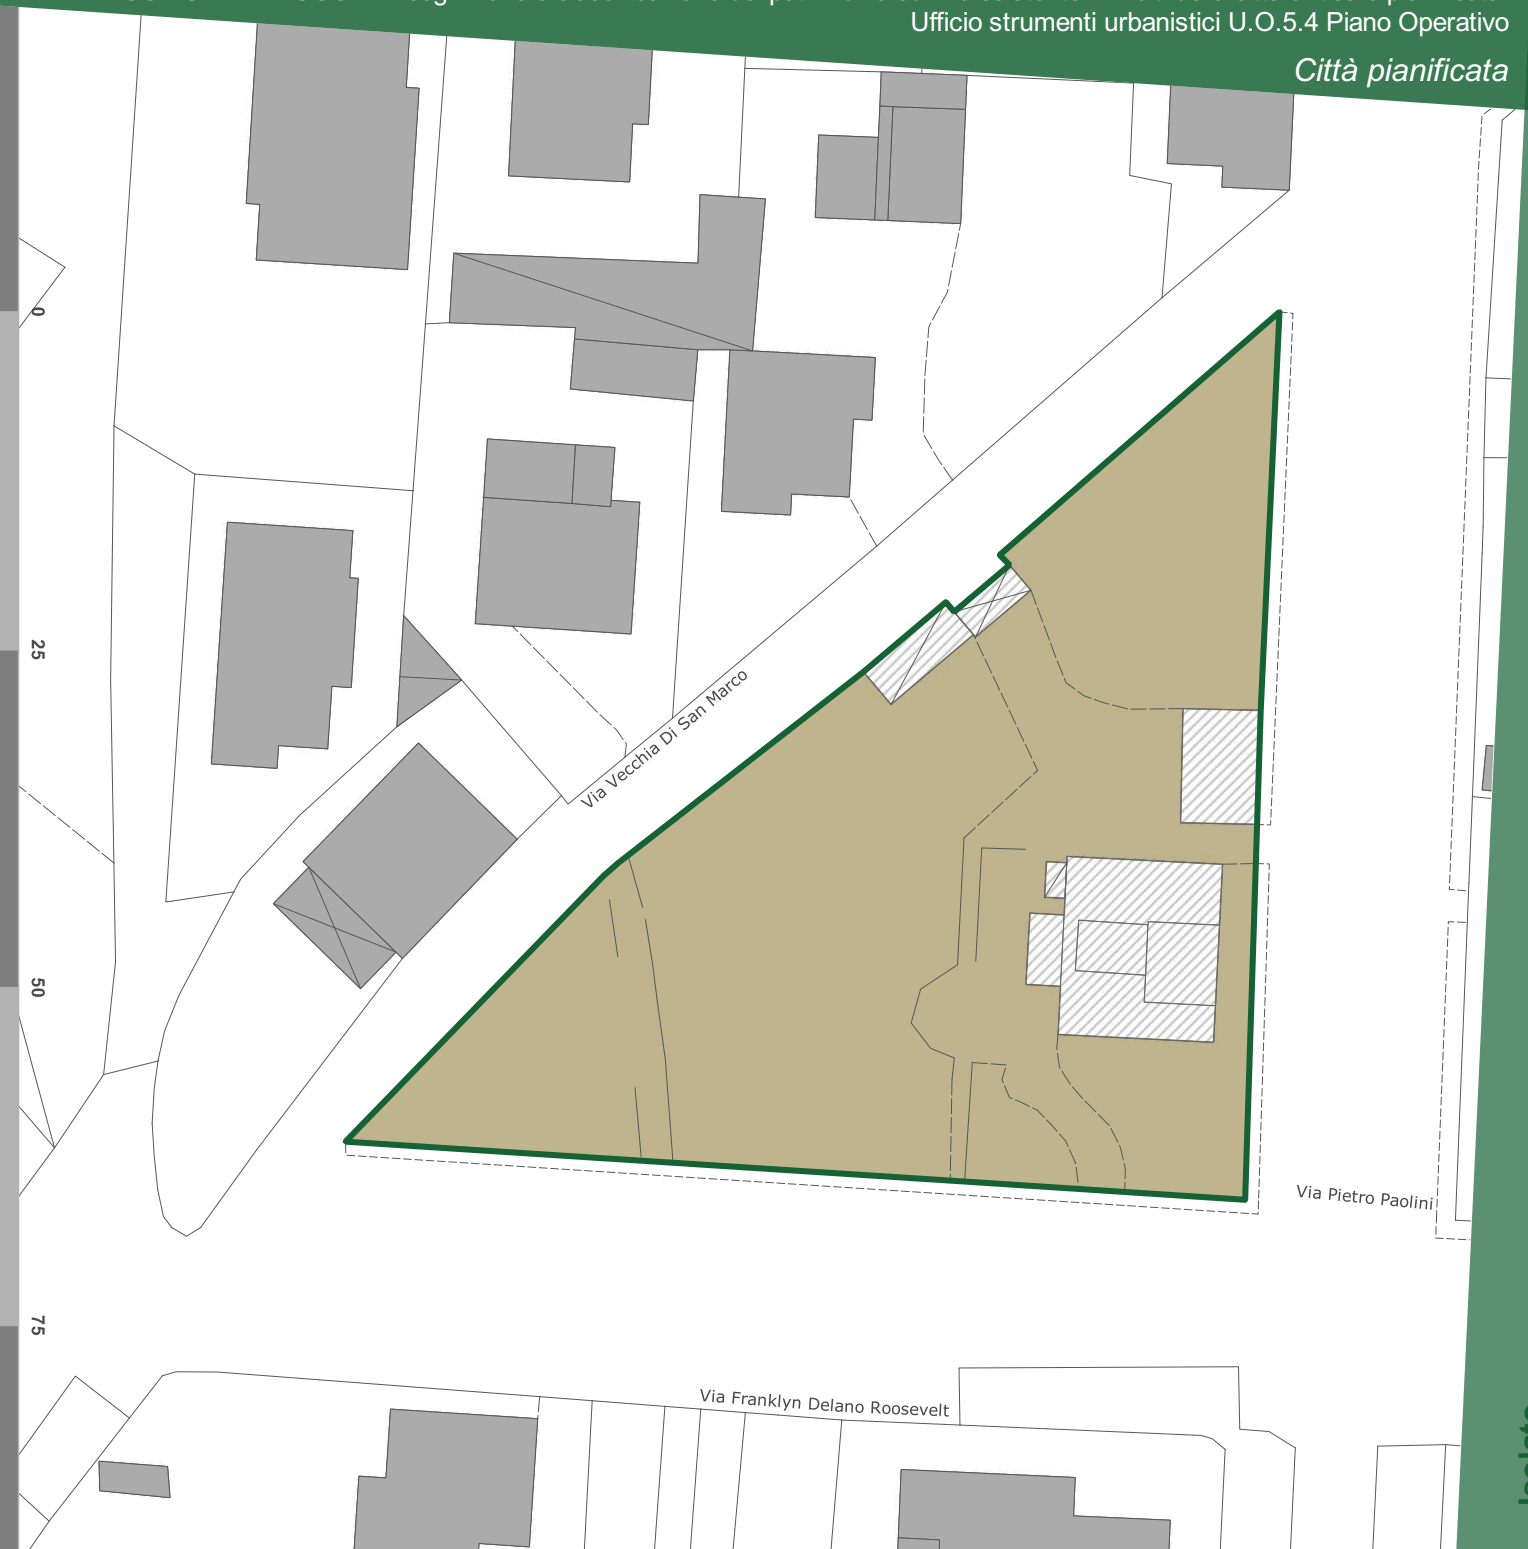 Ufficio strumenti urbanistici U.O.5.4 Piano Operativo
Città pianificata
0
25
Via Vecchia Di San Marco
50
Via Pietro Paolini
75
Via Franklyn Delano Roosevelt